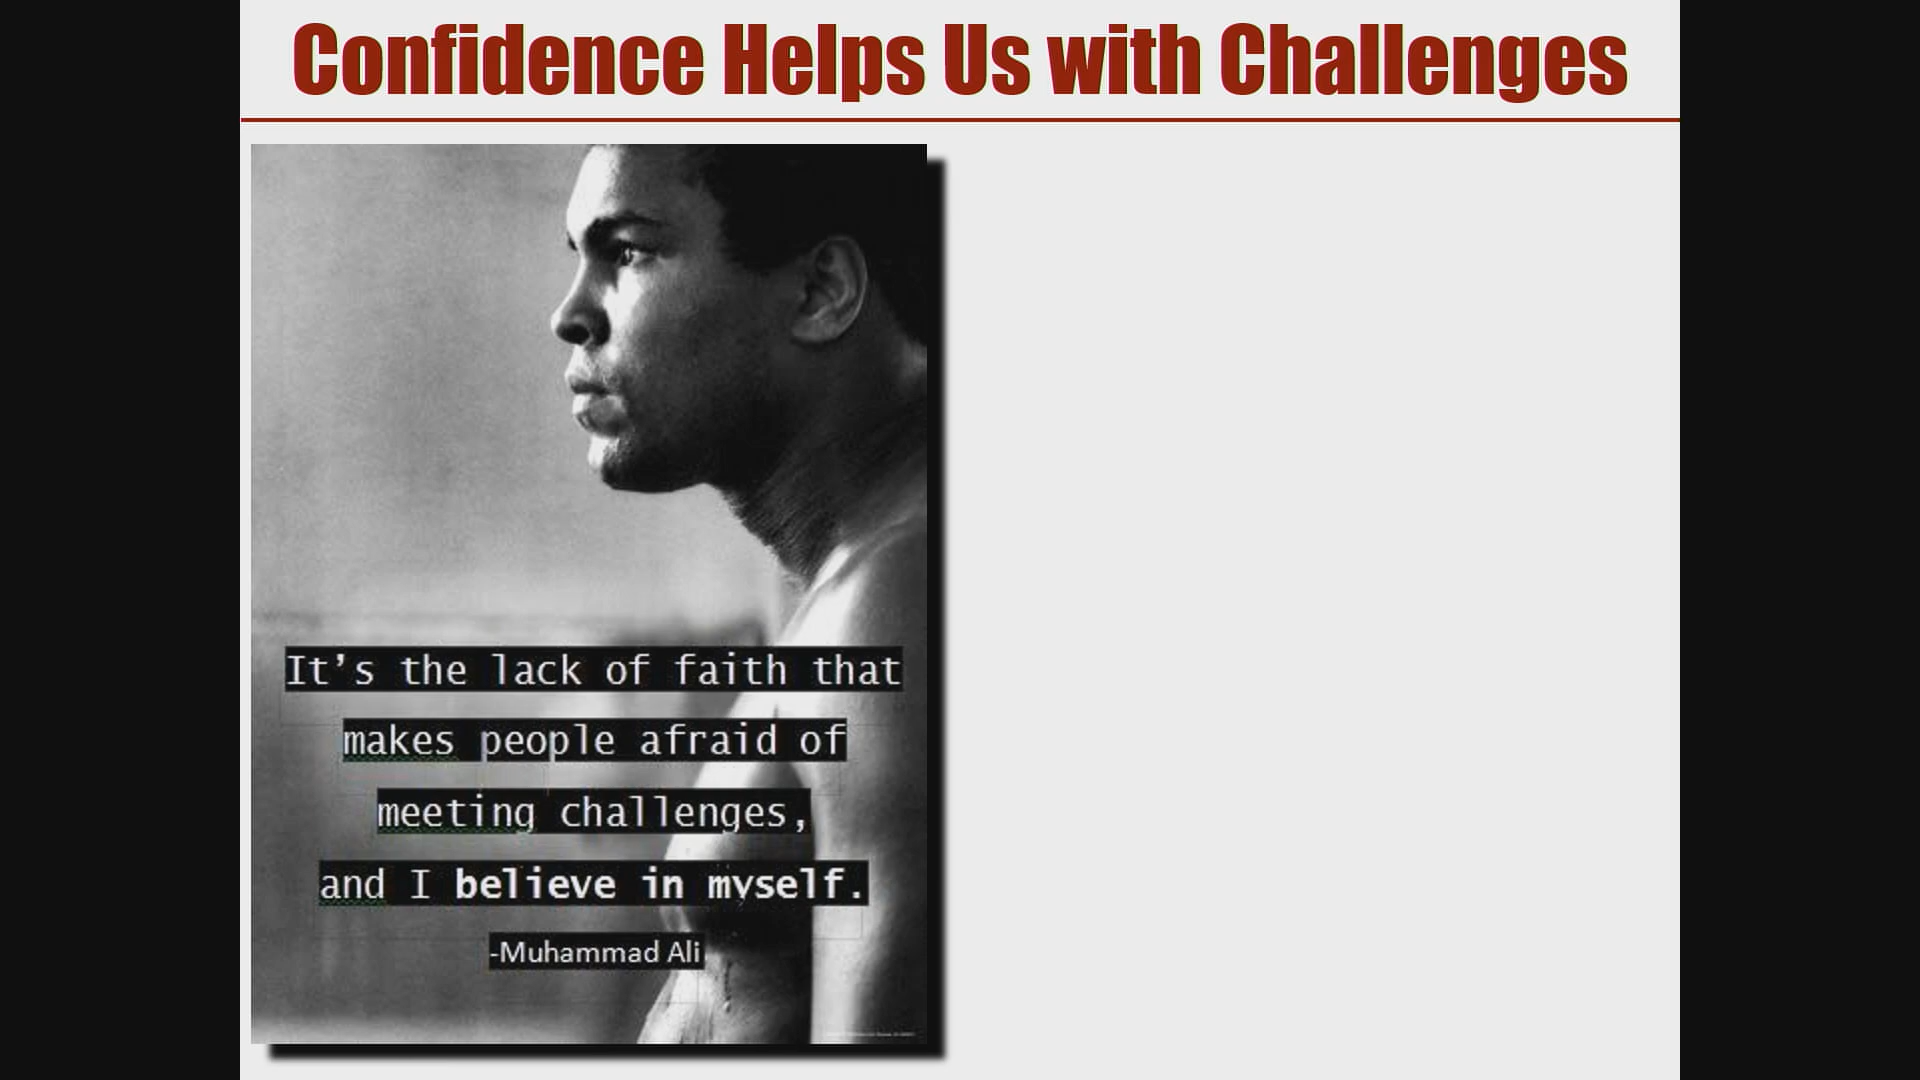 Confidence Helps Us with Challenges
It’s the lack of faith that
makes people afraid of
meeting challenges,
and I believe in myself.
-Muhammad Ali